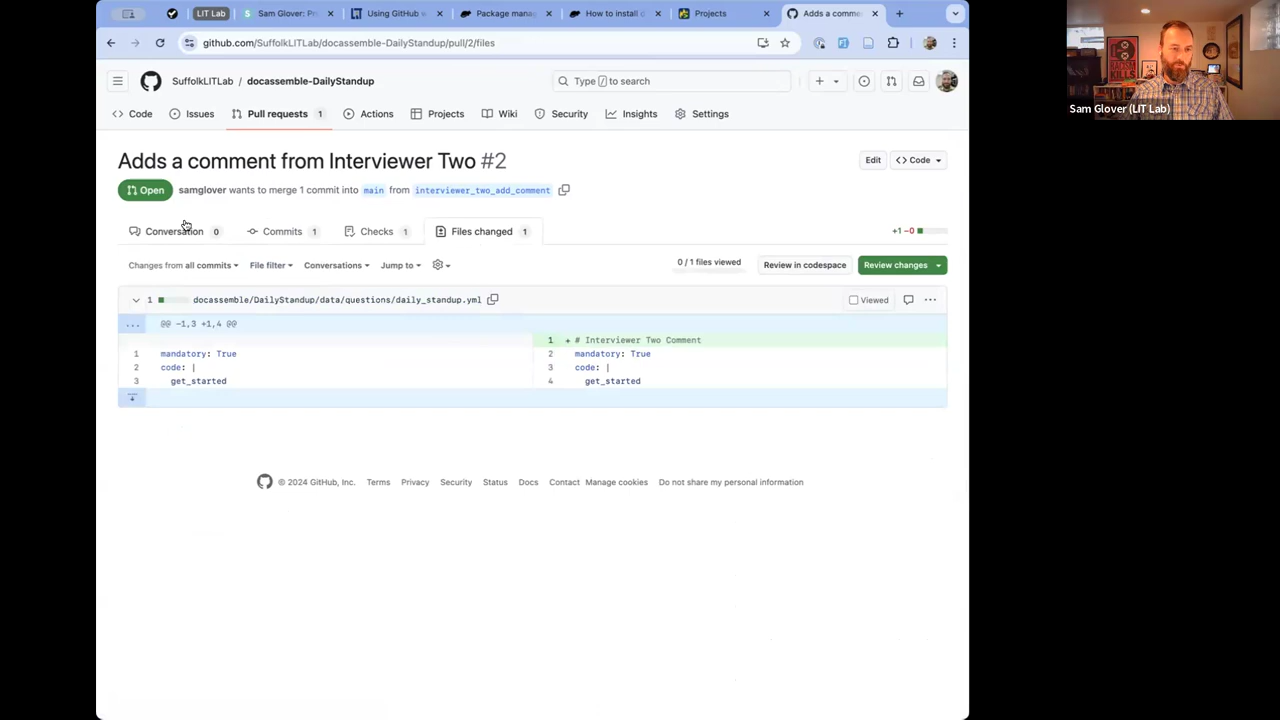 LIT Lab
Sam Glover: Pr
Using GitHub w
Package mana
How to install d
Projects
Adds a comme
github.com/SuffolkLITLab/docassemble-DailyStandup/pull/2/files
SuffolkLITLab / docassemble-DailyStandup
Type / to search
Code
Issues
Pull requests 1
Actions
Projects
Wiki
Security
Insights
Settings
Adds a comment from Interviewer Two #2
Edit
<> Code
Open
samglover wants to merge 1 commit into main from interviewer_two_add_comment
Conversation 0
Commits 1
Checks 1
Files changed 1
+1 −0
Changes from all commits
File filter
Conversations
Jump to
0 / 1 files viewed
Review in codespace
Review changes
1 docassemble/DailyStandup/data/questions/daily_standup.yml
Viewed
...
@@ -1,3 +1,4 @@
1 + # Interviewer Two Comment
1 mandatory: True
2 mandatory: True
2 code: |
3 code: |
3 get_started
4 get_started
© 2024 GitHub, Inc.
Terms
Privacy
Security
Status
Docs
Contact
Manage cookies
Do not share my personal information
RACISM
KILLS
Sam Glover (LIT Lab)